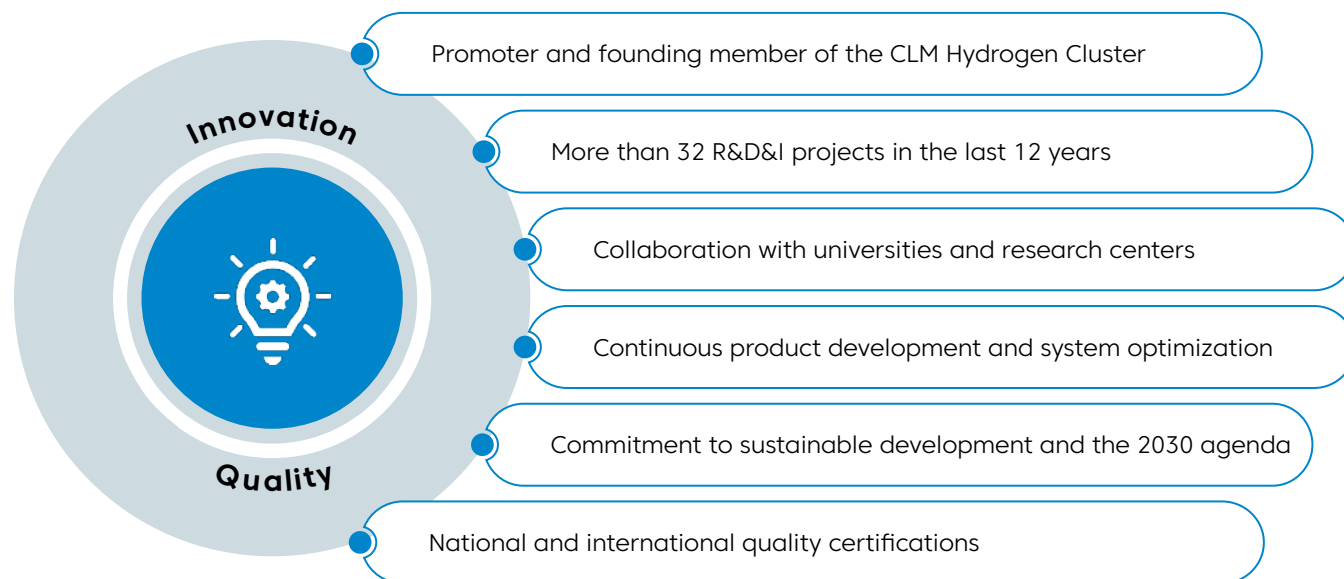 Innovation
Quality
Promoter and founding member of the CLM Hydrogen Cluster
More than 32 R&D&I projects in the last 12 years
Collaboration with universities and research centers
Continuous product development and system optimization
Commitment to sustainable development and the 2030 agenda
National and international quality certifications